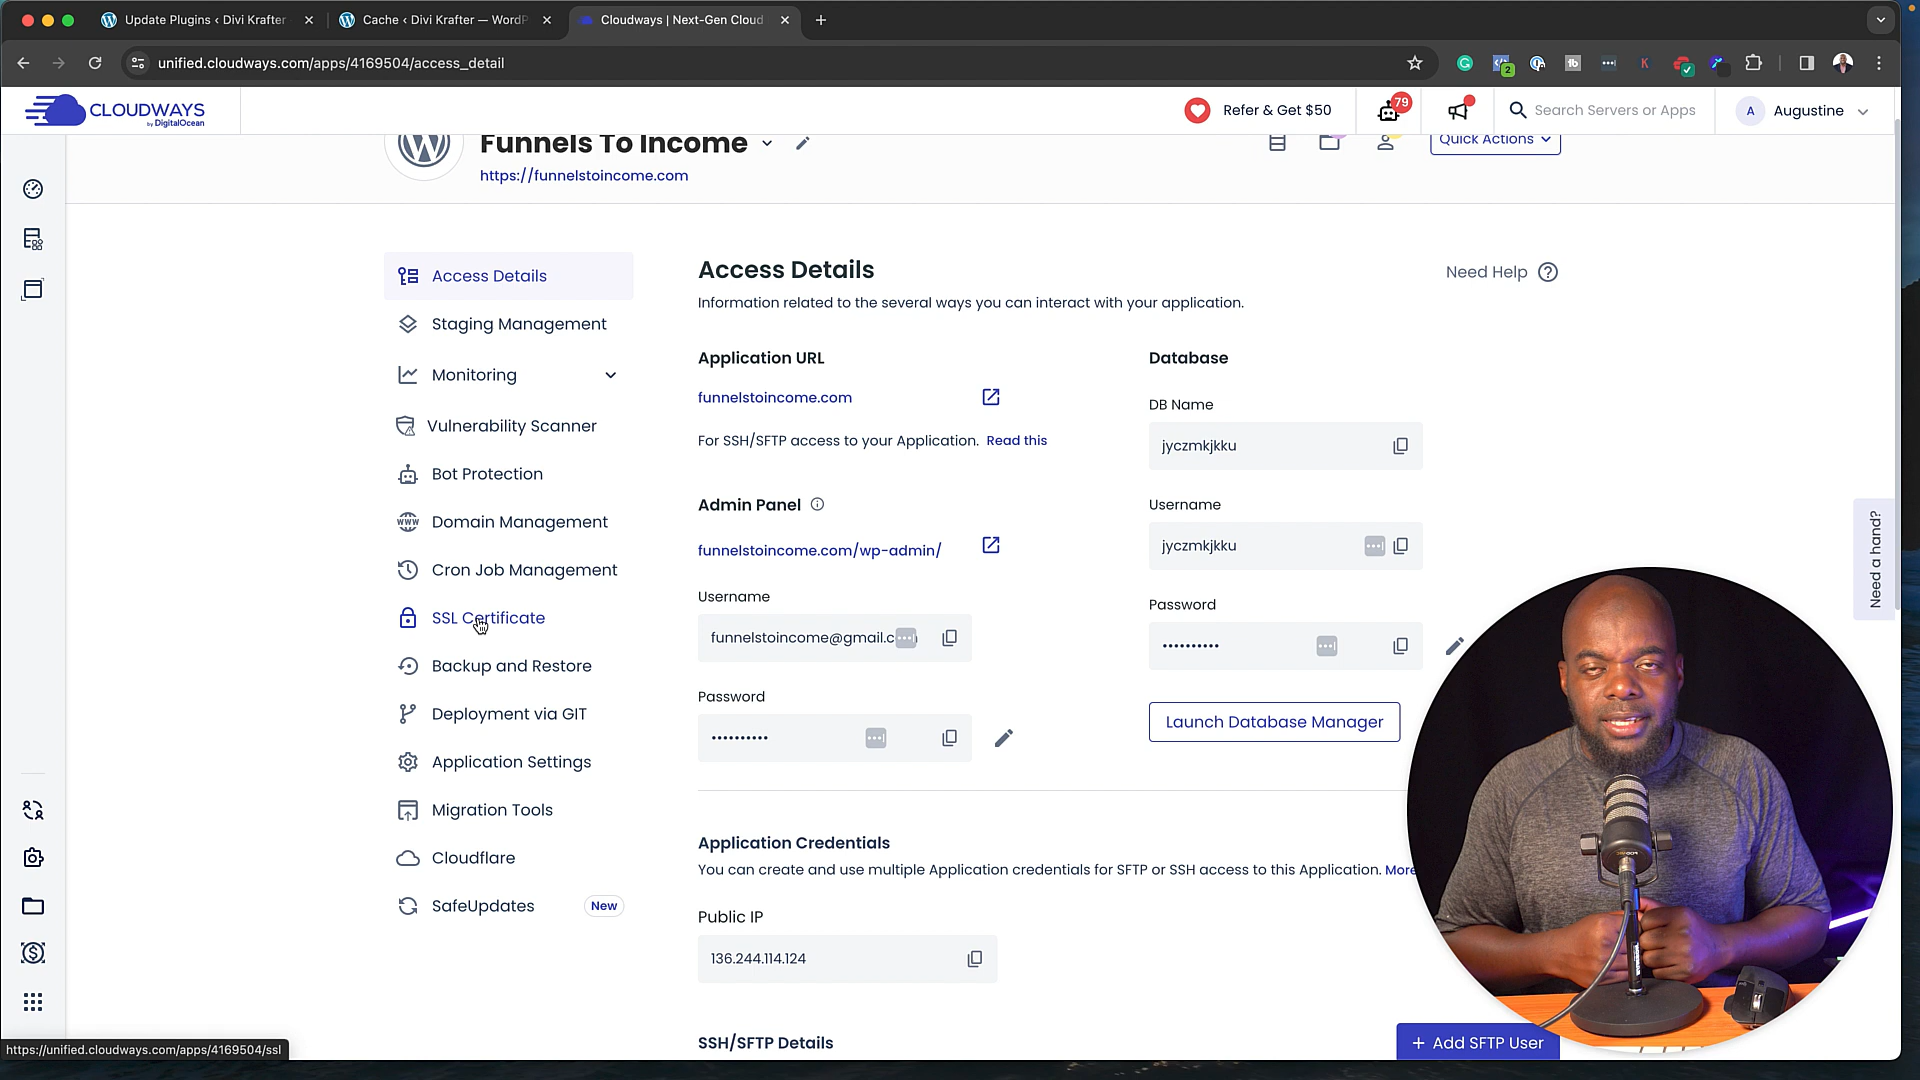 Update Plugins ‹ Divi Krafter
Cache ‹ Divi Krafter — WordP
Cloudways | Next-Gen Cloud
unified.cloudways.com/apps/4169504/access_detail
2
CLOUDWAYS
by DigitalOcean
Refer & Get $50
79
Search Servers or Apps
A
Augustine
Funnels To Income
Quick Actions
https://funnelstoincome.com
Access Details
Staging Management
Monitoring
Vulnerability Scanner
Bot Protection
Domain Management
Cron Job Management
SSL Certificate
Backup and Restore
Deployment via GIT
Application Settings
Migration Tools
Cloudflare
SafeUpdates
New
Access Details
Need Help
Information related to the several ways you can interact with your application.
Application URL
funnelstoincome.com
For SSH/SFTP access to your Application. Read this
Admin Panel
funnelstoincome.com/wp-admin/
Username
funnelstoincome@gmail.c
Password
••••••••••
Database
DB Name
jyczmkjkku
Username
jyczmkjkku
Password
••••••••••
Launch Database Manager
Application Credentials
You can create and use multiple Application credentials for SFTP or SSH access to this Application. More
Public IP
136.244.114.124
SSH/SFTP Details
+ Add SFTP User
Need a hand?
https://unified.cloudways.com/apps/4169504/ssl